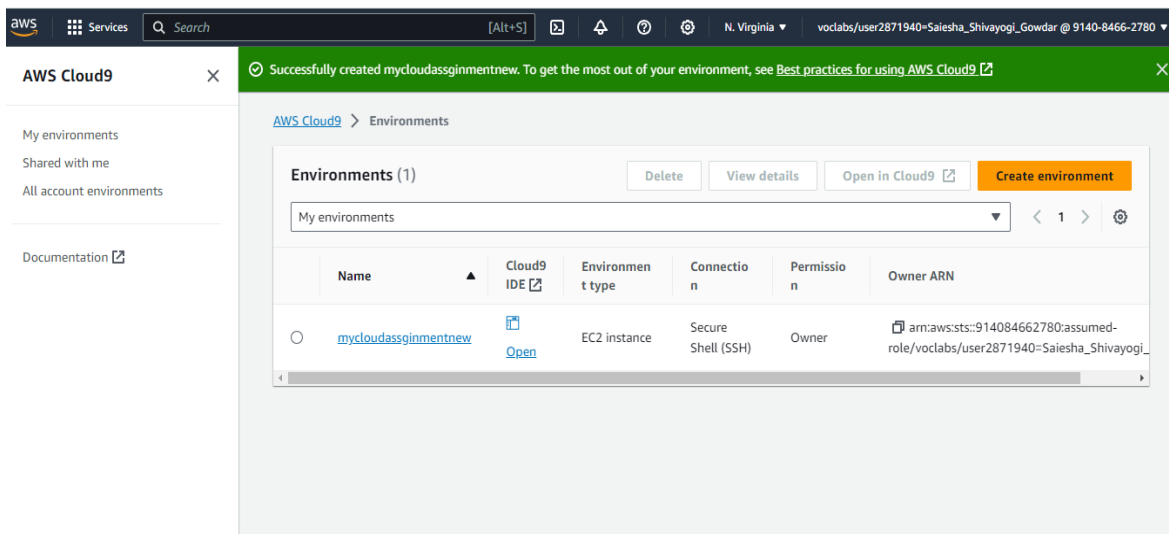 aws Services Search [Alt+S] N. Virginia voclabs/user2871940=Saiesha_Shivayogi_Gowdar @ 9140-8466-2780
AWS Cloud9
Successfully created mycloudassginmentnew. To get the most out of your environment, see Best practices for using AWS Cloud9
My environments
Shared with me
All account environments
Documentation
AWS Cloud9 > Environments
Environments (1) Delete View details Open in Cloud9 Create environment
My environments 1
Name Cloud9 Environmen Connectio Permissio Owner ARN
IDE t type n n
mycloudassginmentnew Open EC2 instance Secure Owner arn:aws:sts::914084662780:assumed-
Shell (SSH) role/voclabs/user2871940=Saiesha_Shivayogi_